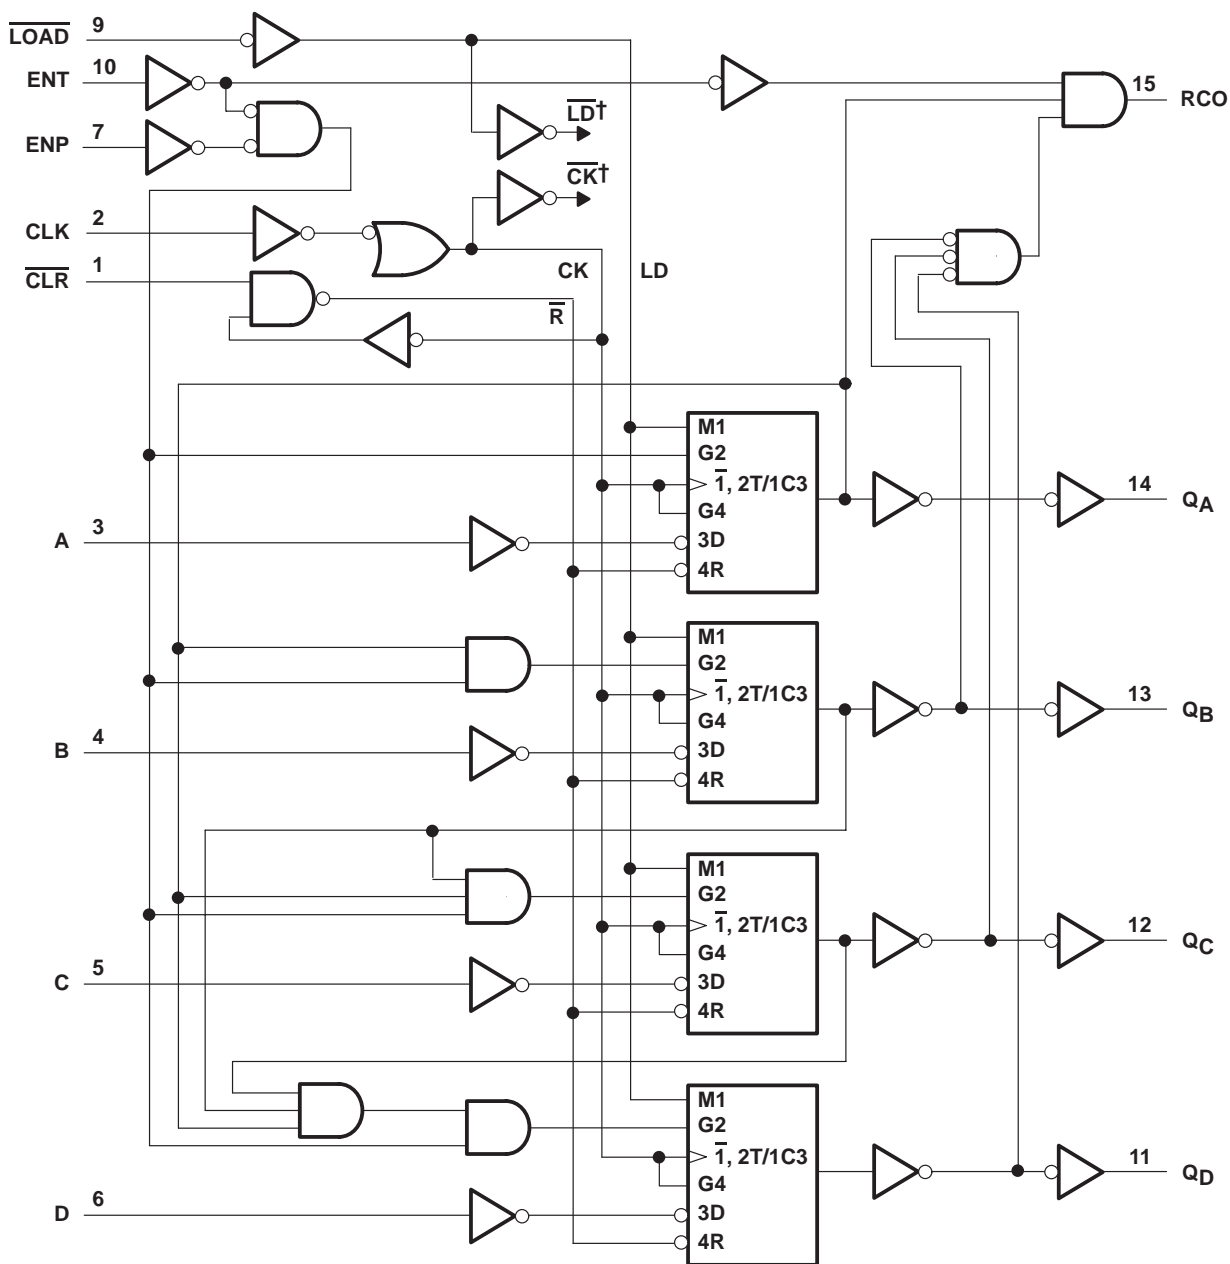 LOAD 9
ENT 10
ENP 7
CLK 2
CLR 1
LD†
CK†
15 RCO
CK LD
R
M1
G2
1, 2T/1C3
G4
3D
4R
A 3
14 QA
M1
G2
1, 2T/1C3
G4
3D
4R
B 4
13 QB
M1
G2
1, 2T/1C3
G4
3D
4R
C 5
12 QC
M1
G2
1, 2T/1C3
G4
3D
4R
D 6
11 QD